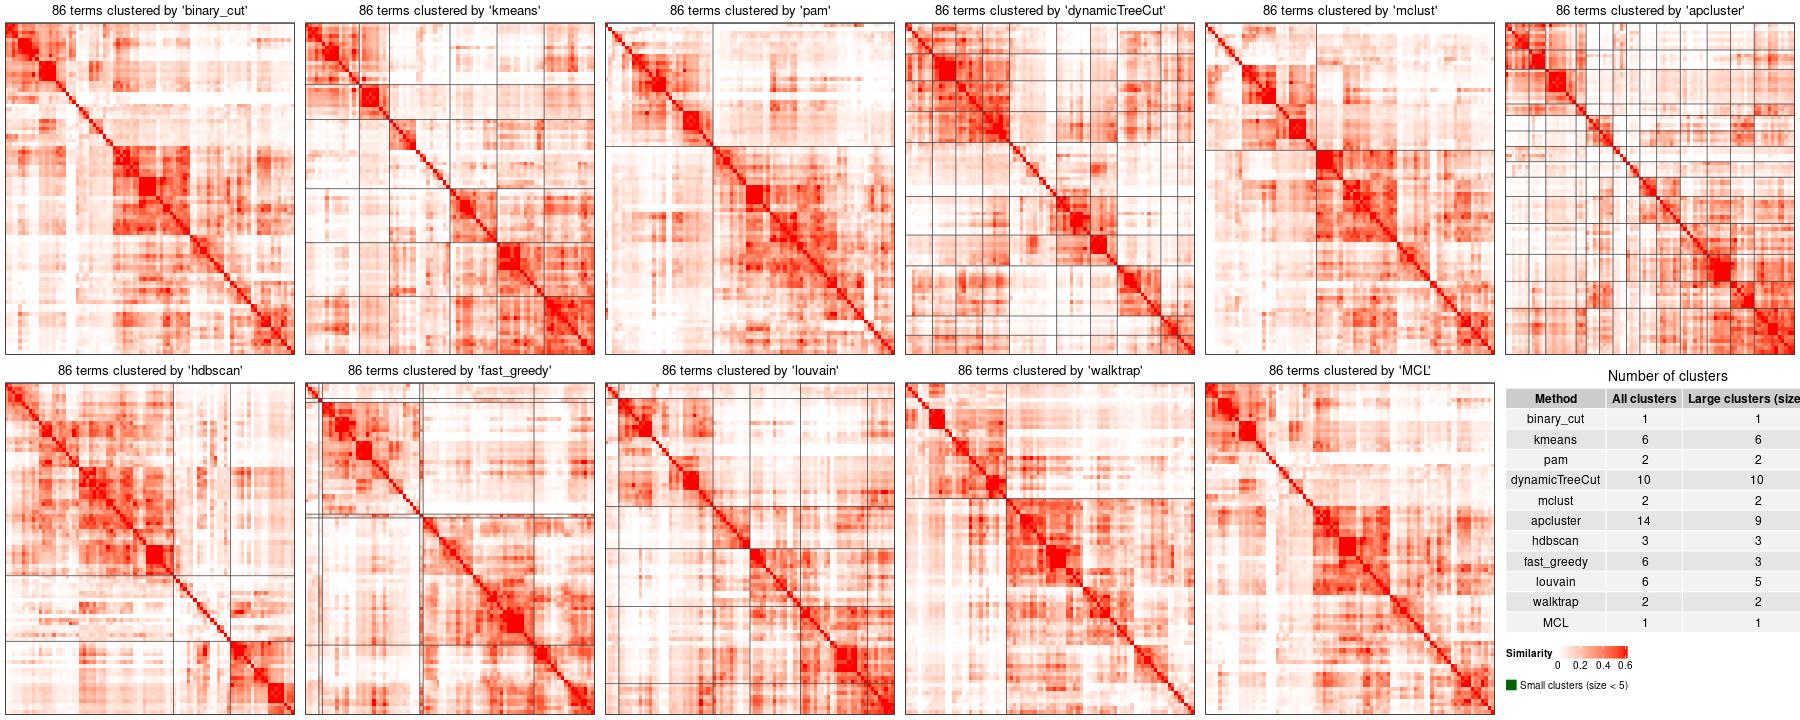 86 terms clustered by 'binary_cut'
86 terms clustered by 'kmeans'
86 terms clustered by 'pam'
86 terms clustered by 'dynamicTreeCut'
86 terms clustered by 'mclust'
86 terms clustered by 'apcluster'
86 terms clustered by 'hdbscan'
86 terms clustered by 'fast_greedy'
86 terms clustered by 'louvain'
86 terms clustered by 'walktrap'
86 terms clustered by 'MCL'
Number of clusters
Method All clusters Large clusters (size
binary_cut 1 1
kmeans 6 6
pam 2 2
dynamicTreeCut 10 10
mclust 2 2
apcluster 14 9
hdbscan 3 3
fast_greedy 6 3
louvain 6 5
walktrap 2 2
MCL 1 1
Similarity
0 0.2 0.4 0.6
Small clusters (size < 5)